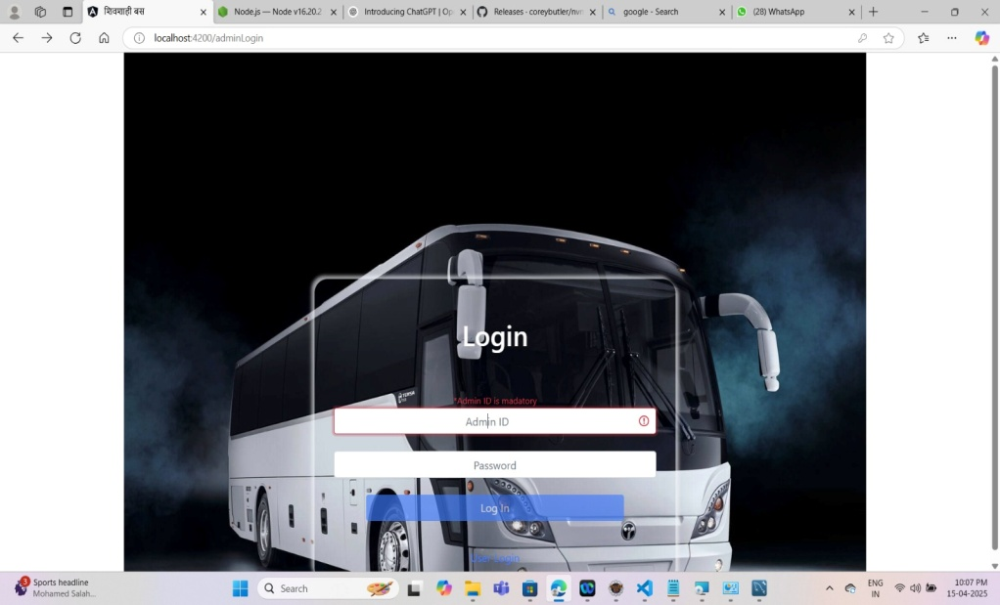 शिवशाही बस
Node.js — Node v16.20.2
Introducing ChatGPT | Op
Releases · coreybutler/nv
google - Search
(28) WhatsApp
localhost:4200/adminLogin
Login
*Admin ID is madatory
Admin ID
Password
Log In
User Login
3
Sports headline
Mohamed Salah...
Search
ENG
IN
10:07 PM
15-04-2025